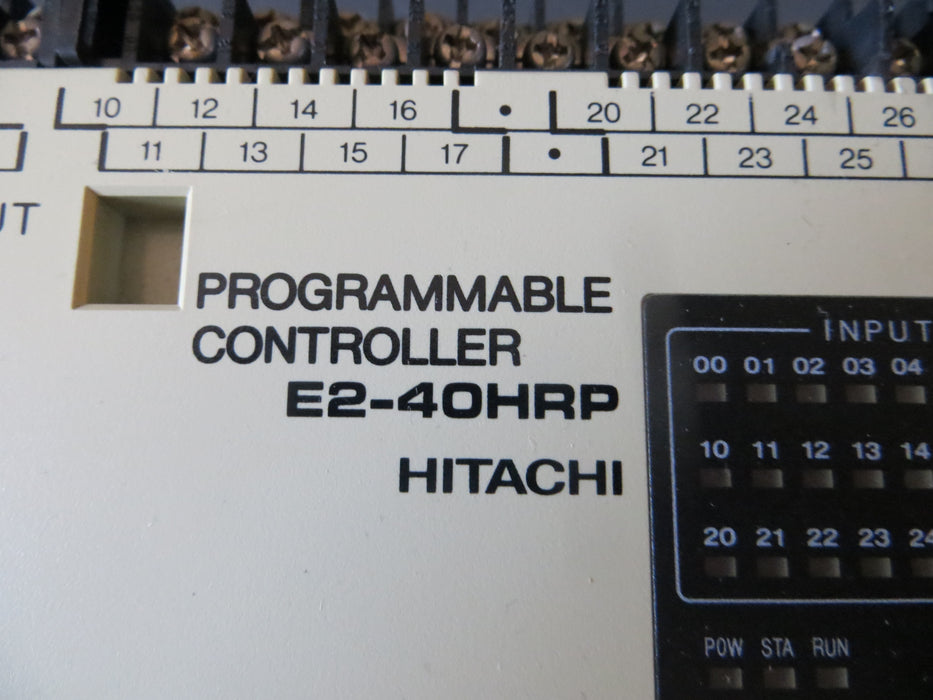 10 12 14 16 • 20 22 24 26
11 13 15 17 • 21 23 25
UT
PROGRAMMABLE
CONTROLLER
E2-40HRP
HITACHI
INPUT
00 01 02 03 04
10 11 12 13 14
20 21 22 23 24
POW STA RUN